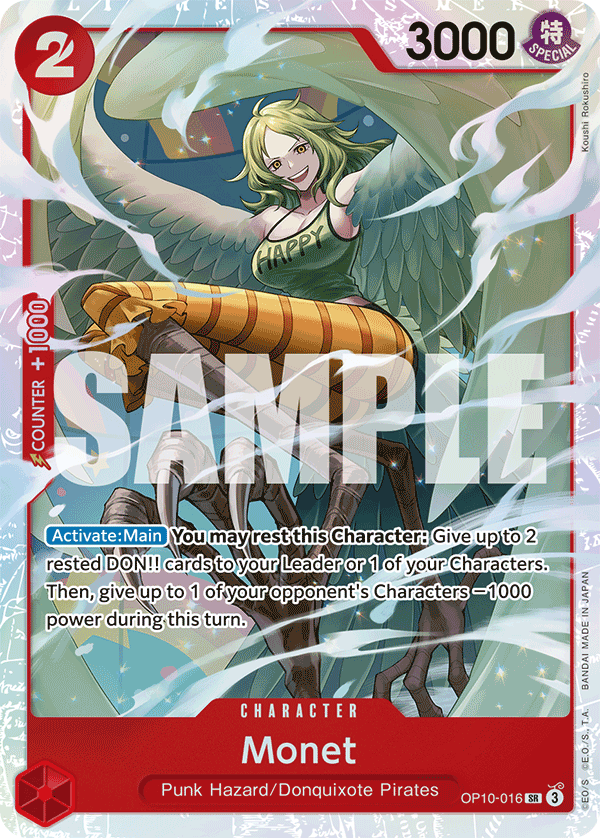 2
3000
特
SPECIAL
Koushi Rokushiro
HAPPY
COUNTER +1000
SAMPLE
Activate:Main You may rest this Character: Give up to 2
rested DON!! cards to your Leader or 1 of your Characters.
Then, give up to 1 of your opponent's Characters −1000
power during this turn.
©E.O./S, T.A. BANDAI MADE IN JAPAN
©EO/S
CHARACTER
Monet
Punk Hazard/Donquixote Pirates
OP10-016 SR 3